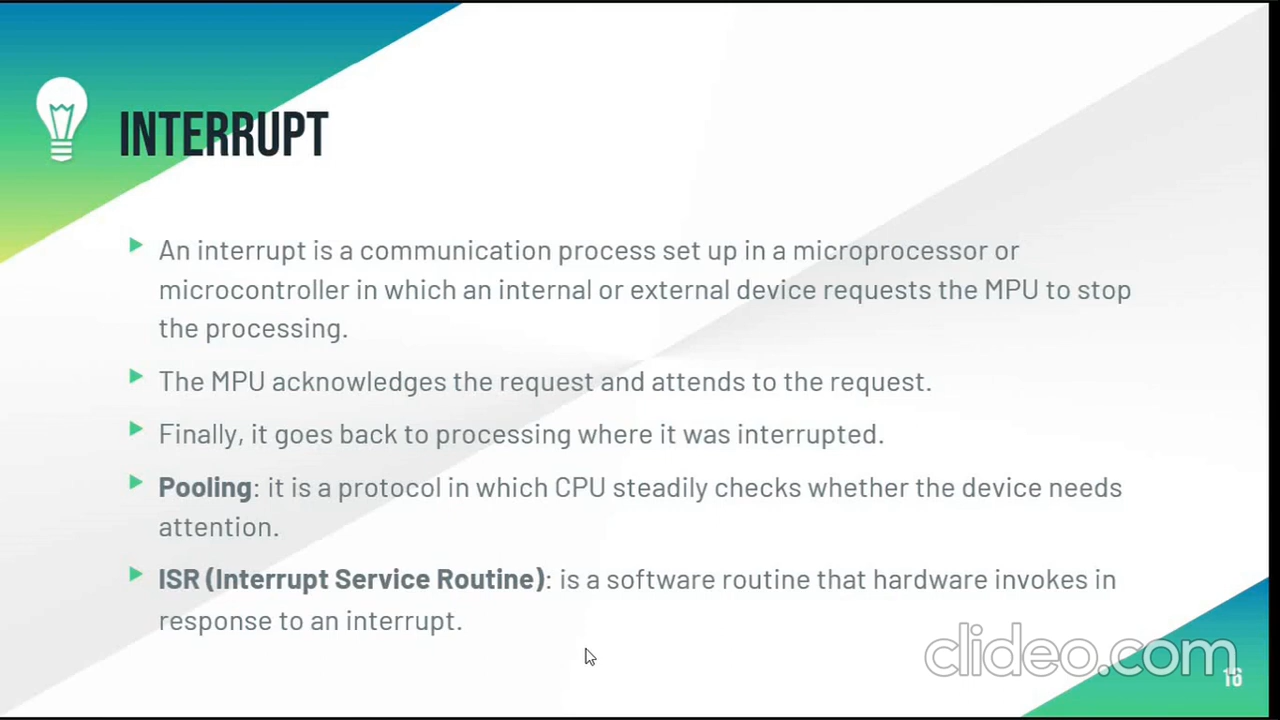 INTERRUPT
An interrupt is a communication process set up in a microprocessor or
microcontroller in which an internal or external device requests the MPU to stop
the processing.
The MPU acknowledges the request and attends to the request.
Finally, it goes back to processing where it was interrupted.
Pooling: it is a protocol in which CPU steadily checks whether the device needs
attention.
ISR (Interrupt Service Routine): is a software routine that hardware invokes in
response to an interrupt.
clideo.com
16